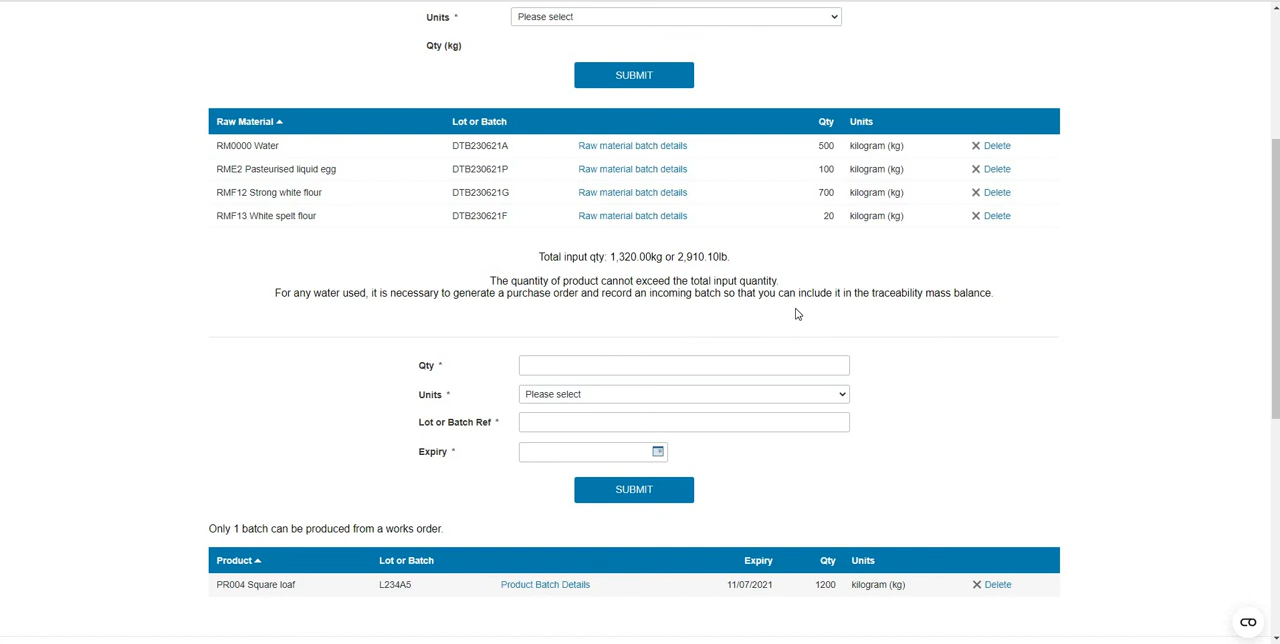 Units *
Please select
Qty (kg)
SUBMIT
Raw Material Lot or Batch Qty Units
RM0000 Water DTB230621A Raw material batch details 500 kilogram (kg) Delete
RME2 Pasteurised liquid egg DTB230621P Raw material batch details 100 kilogram (kg) Delete
RMF12 Strong white flour DTB230621G Raw material batch details 700 kilogram (kg) Delete
RMF13 White spelt flour DTB230621F Raw material batch details 20 kilogram (kg) Delete
Total input qty: 1,320.00kg or 2,910.10lb.
The quantity of product cannot exceed the total input quantity.
For any water used, it is necessary to generate a purchase order and record an incoming batch so that you can include it in the traceability mass balance.
Qty *
Units * Please select
Lot or Batch Ref *
Expiry *
SUBMIT
Only 1 batch can be produced from a works order.
Product Lot or Batch Expiry Qty Units
PR004 Square loaf L234A5 Product Batch Details 11/07/2021 1200 kilogram (kg) Delete